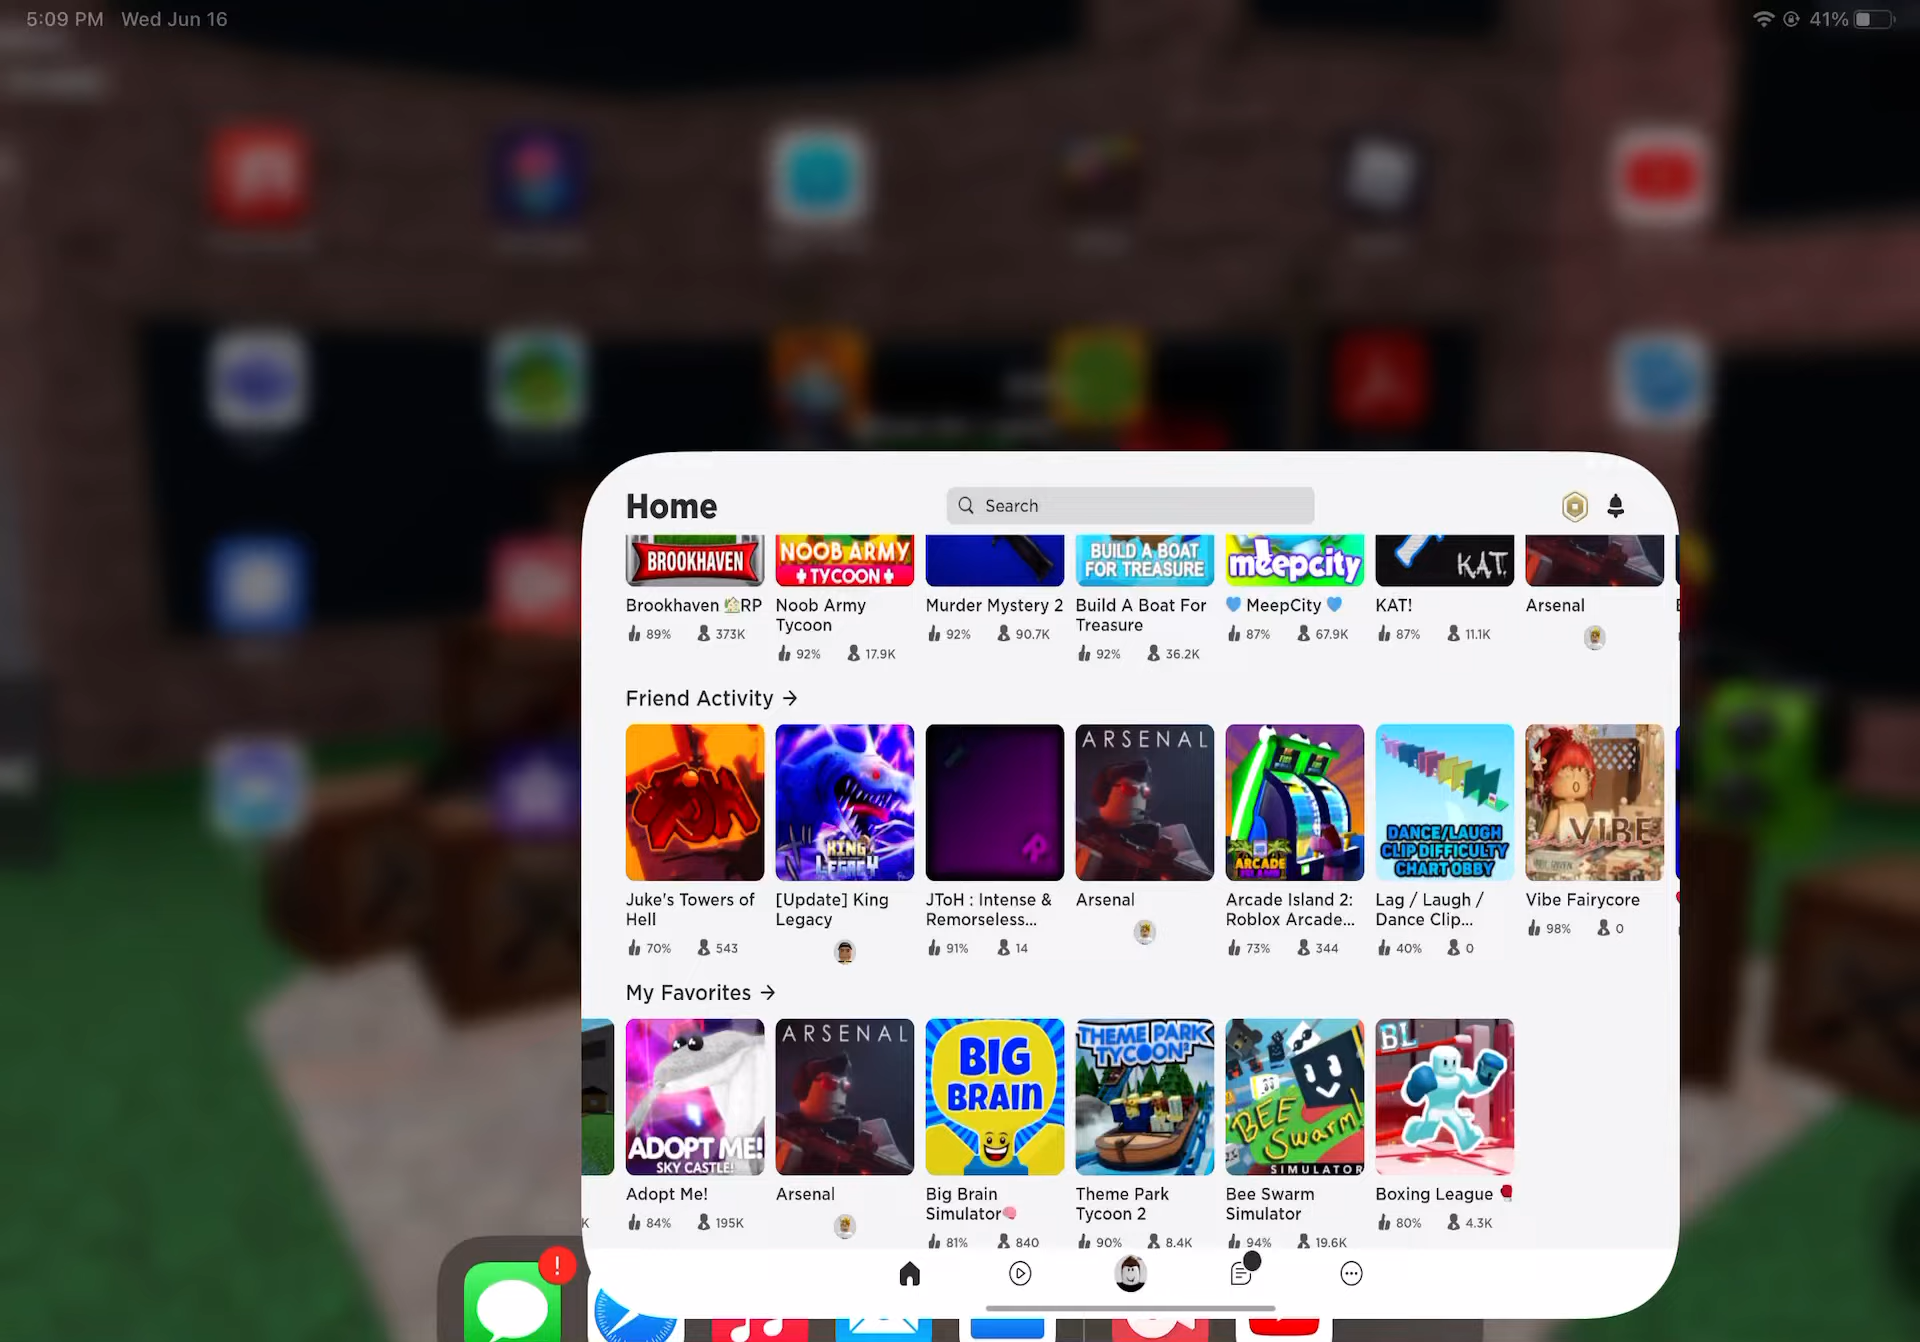 5:09 PM Wed Jun 16
41%
Home
Search
BROOKHAVEN
NOOB ARMY
TYCOON
BUILD A BOAT
FOR TREASURE
meepcity
KAT
Brookhaven 🏡RP
Noob Army
Tycoon
Murder Mystery 2
Build A Boat For
Treasure
💙 MeepCity 💙
KAT!
Arsenal
89% 373K
92% 17.9K
92% 90.7K
92% 36.2K
87% 67.9K
87% 11.1K
Friend Activity →
JTOH
KING
LEGACY
R
ARSENAL
ARCADE
ISLAND
DANCE/LAUGH
CLIP DIFFICULTY
CHART OBBY
VIBE
Juke's Towers of
Hell
[Update] King
Legacy
JToH : Intense &
Remorseless...
Arsenal
Arcade Island 2:
Roblox Arcade...
Lag / Laugh /
Dance Clip...
Vibe Fairycore
70% 543
91% 14
73% 344
40% 0
98% 0
My Favorites →
ADOPT ME!
SKY CASTLE!
ARSENAL
BIG
BRAIN
THEME PARK
TYCOON 2
BEE
Swarm!
SIMULATOR
BL
K
Adopt Me!
Arsenal
Big Brain
Simulator🧠
Theme Park
Tycoon 2
Bee Swarm
Simulator
Boxing League 🥊
84% 195K
81% 840
90% 8.4K
94% 19.6K
80% 4.3K
!